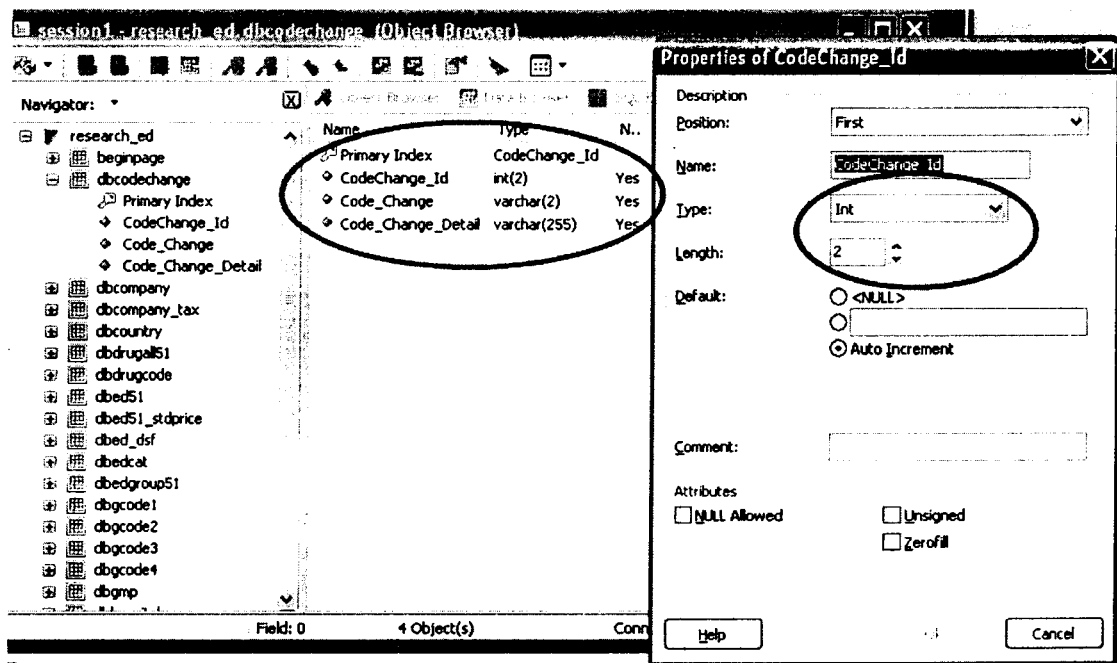 session1 - research_ed.dbcodechange (Object Browser)
Navigator:
research_ed
beginpage
dbcodechange
Primary Index
CodeChange_Id
Code_Change
Code_Change_Detail
dbcompany
dbcompany_tax
dbcountry
dbdrugall51
dbdrugcode
dbed51
dbed51_stdprice
dbed_dsf
dbedcat
dbedgroup51
dbgcode1
dbgcode2
dbgcode3
dbgcode4
dbgmp
Object Browser
Name Type N..
Primary Index CodeChange_Id
CodeChange_Id int(2) Yes
Code_Change varchar(2) Yes
Code_Change_Detail varchar(255) Yes
Field: 0 4 Object(s) Conn
Properties of CodeChange_Id
Description
Position: First
Name: CodeChange_Id
Type: Int
Length: 2
Default: <NULL>
Auto Increment
Comment:
Attributes
NULL Allowed Unsigned
Zerofill
Help Cancel